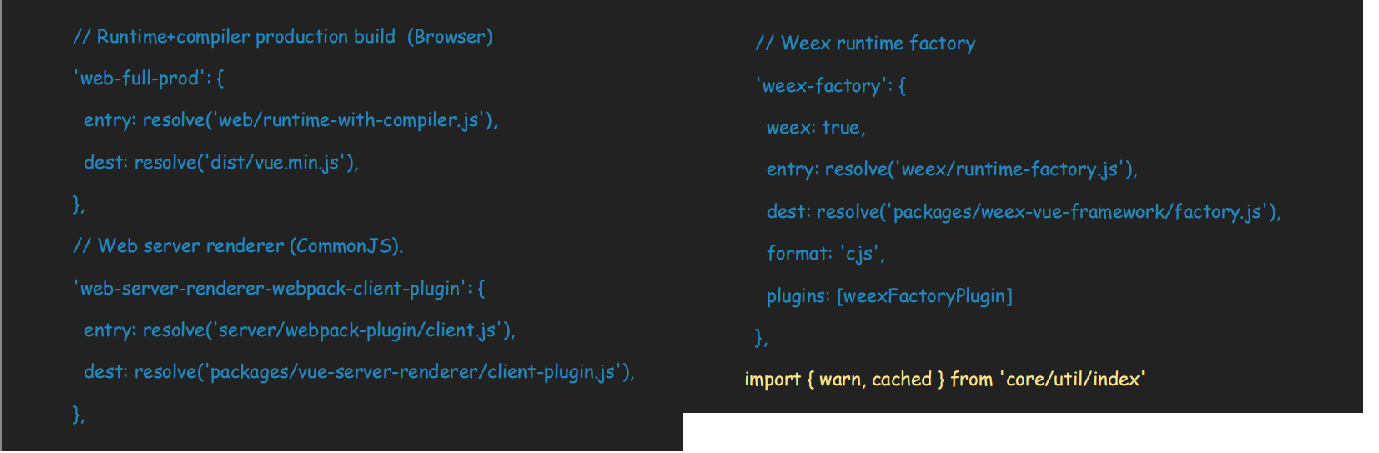 // Runtime+compiler production build  (Browser)
'web-full-prod': {
entry: resolve('web/runtime-with-compiler.js'),
dest: resolve('dist/vue.min.js'),
},
// Web server renderer (CommonJS).
'web-server-renderer-webpack-client-plugin': {
entry: resolve('server/webpack-plugin/client.js'),
dest: resolve('packages/vue-server-renderer/client-plugin.js'),
},
// Weex runtime factory
'weex-factory': {
weex: true,
entry: resolve('weex/runtime-factory.js'),
dest: resolve('packages/weex-vue-framework/factory.js'),
format: 'cjs',
plugins: [weexFactoryPlugin]
},
import { warn, cached } from 'core/util/index'